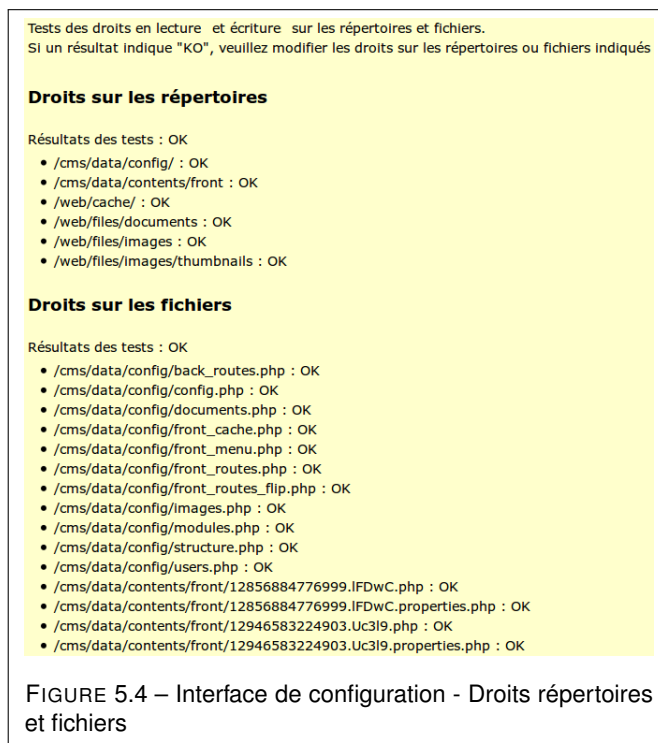 Tests des droits en lecture et écriture sur les répertoires et fichiers.
Si un résultat indique "KO", veuillez modifier les droits sur les répertoires ou fichiers indiqués
Droits sur les répertoires
Résultats des tests : OK
• /cms/data/config/ : OK
• /cms/data/contents/front : OK
• /web/cache/ : OK
• /web/files/documents : OK
• /web/files/images : OK
• /web/files/images/thumbnails : OK
Droits sur les fichiers
Résultats des tests : OK
• /cms/data/config/back_routes.php : OK
• /cms/data/config/config.php : OK
• /cms/data/config/documents.php : OK
• /cms/data/config/front_cache.php : OK
• /cms/data/config/front_menu.php : OK
• /cms/data/config/front_routes.php : OK
• /cms/data/config/front_routes_flip.php : OK
• /cms/data/config/images.php : OK
• /cms/data/config/modules.php : OK
• /cms/data/config/structure.php : OK
• /cms/data/config/users.php : OK
• /cms/data/contents/front/12856884776999.lFDwC.php : OK
• /cms/data/contents/front/12856884776999.lFDwC.properties.php : OK
• /cms/data/contents/front/12946583224903.Uc3l9.php : OK
• /cms/data/contents/front/12946583224903.Uc3l9.properties.php : OK
FIGURE 5.4 – Interface de configuration - Droits répertoires
et fichiers